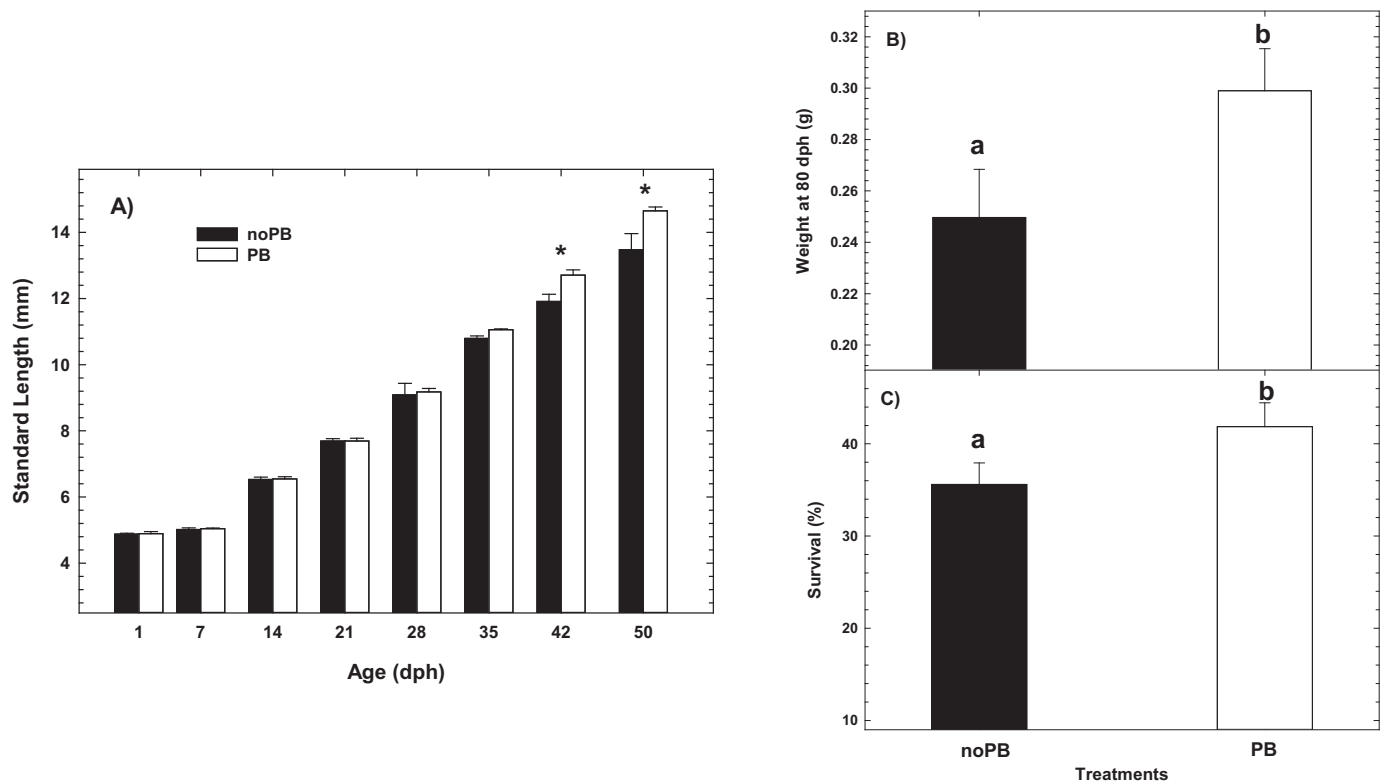 A)
noPB
PB
*
*
Standard Length (mm)
14
12
10
8
6
4
1 7 14 21 28 35 42 50
Age (dph)
B)
a
b
Weight at 80 dph (g)
0.32
0.30
0.28
0.26
0.24
0.22
0.20
C)
a
b
Survival (%)
40
30
20
10
noPB PB
Treatments